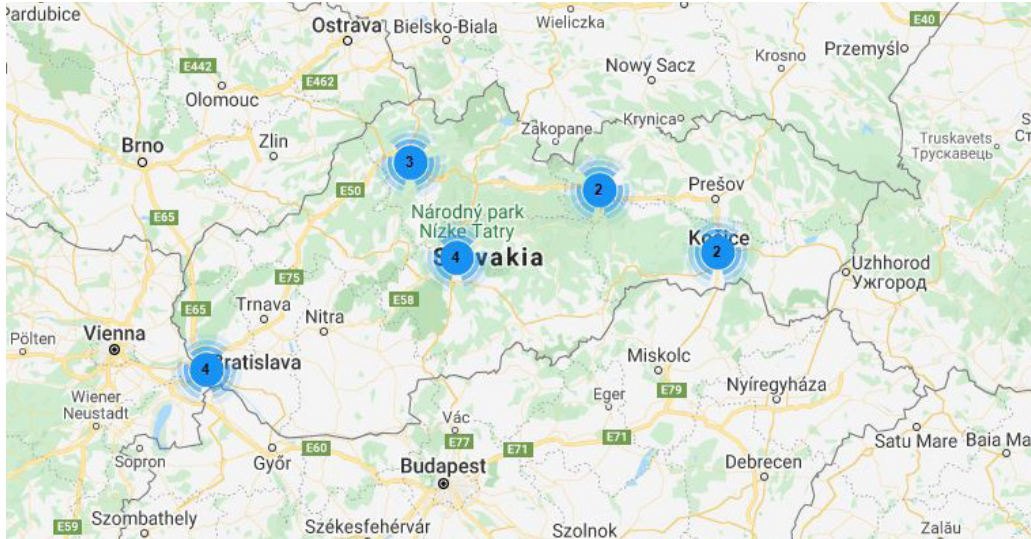 Pardubice
Ostrava
Bielsko-Biala
Wieliczka
E40
E442
E462
Olomouc
Nowy Sacz
Krosno
Przemyśl
Brno
Zlin
Zakopane
Krynica
Truskavets
Трускавець
3
E50
2
Prešov
E65
Národný park
Nízke Tatry
4
2
Uzhhorod
Ужгород
E75
E58
E65
Trnava
Nitra
Vienna
Pölten
4
Miskolc
Wiener
Neustadt
Eger
E79
Nyíregyháza
Vác
E77
E71
E71
Satu Mare
Baia Ma
Sopron
Győr
E60
Budapest
Debrecen
E59
Szombathely
Székesfehérvár
Szolnok
Zalău